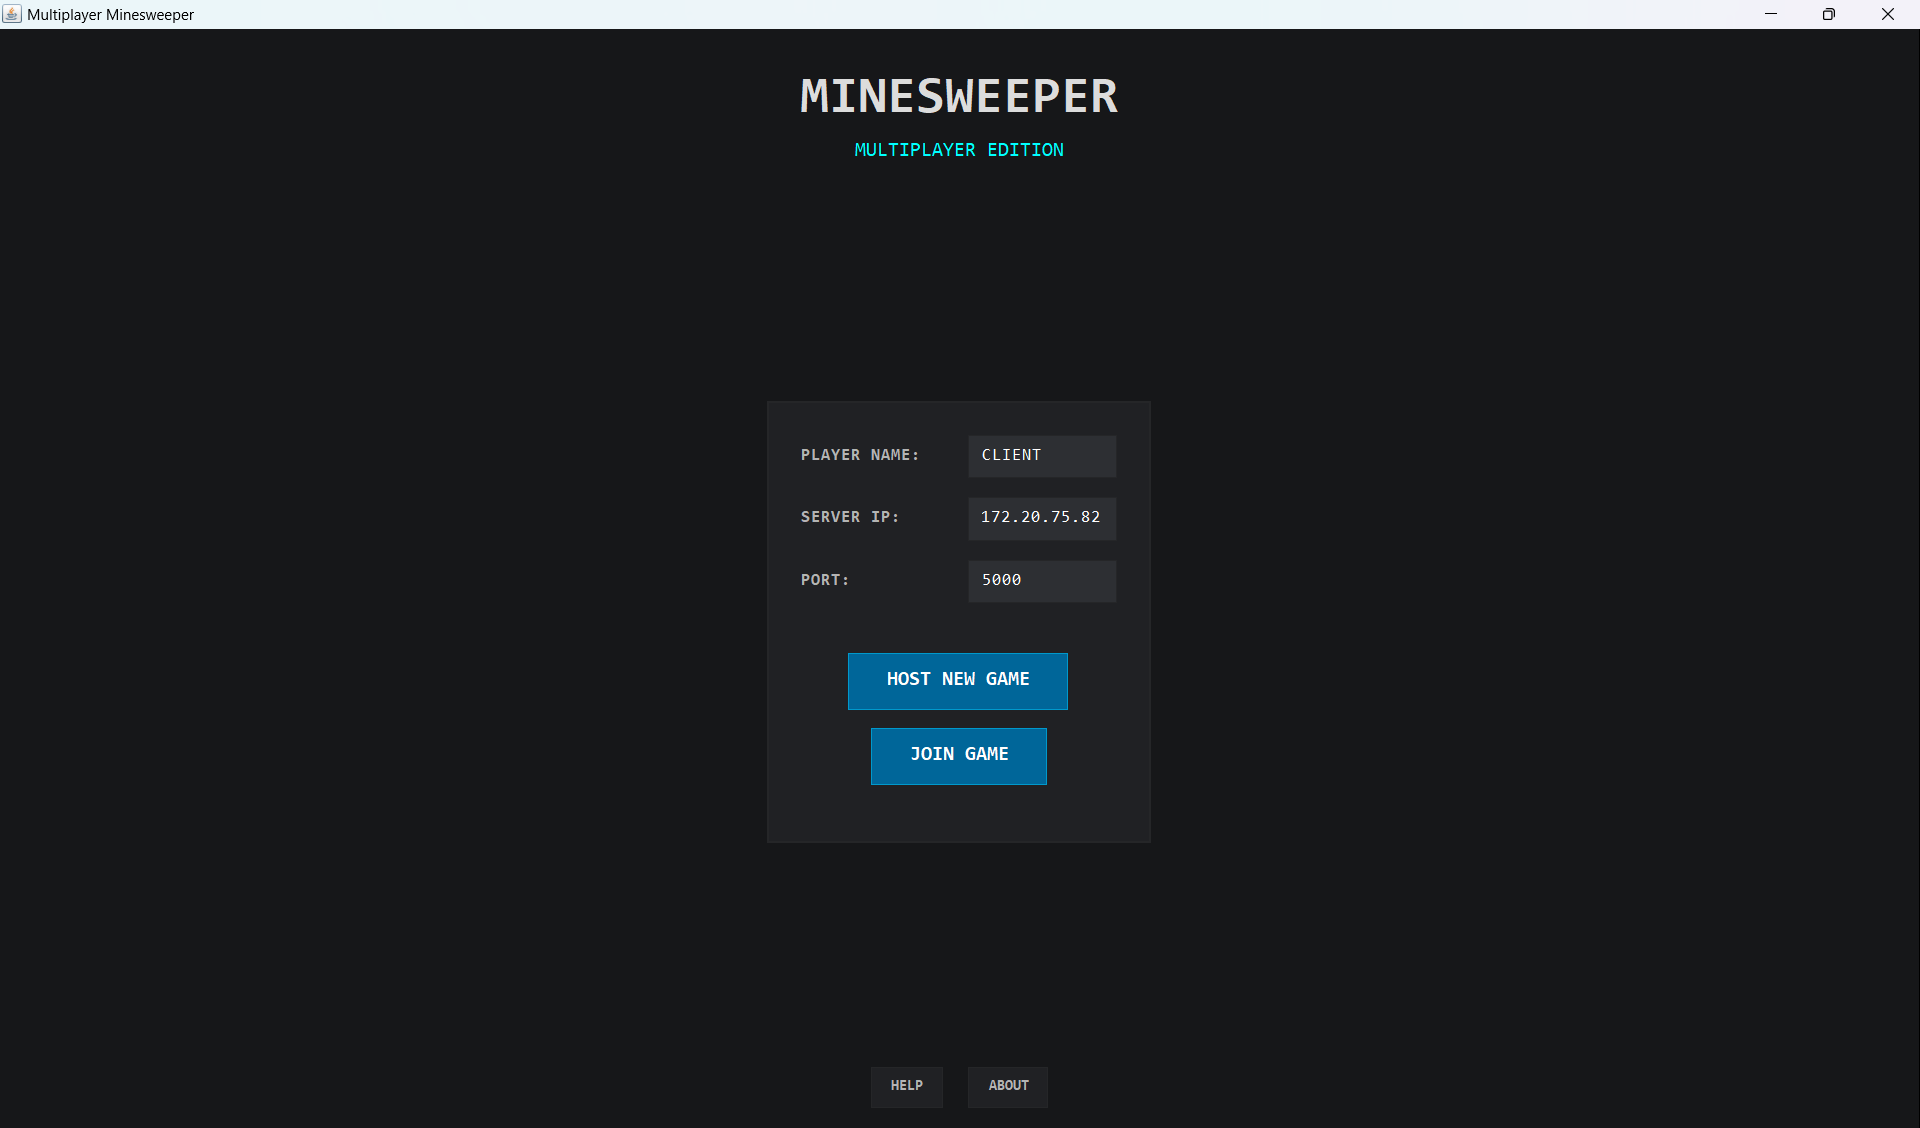 Multiplayer Minesweeper
MINESWEEPER
MULTIPLAYER EDITION
PLAYER NAME: CLIENT
SERVER IP: 172.20.75.82
PORT: 5000
HOST NEW GAME
JOIN GAME
HELP ABOUT